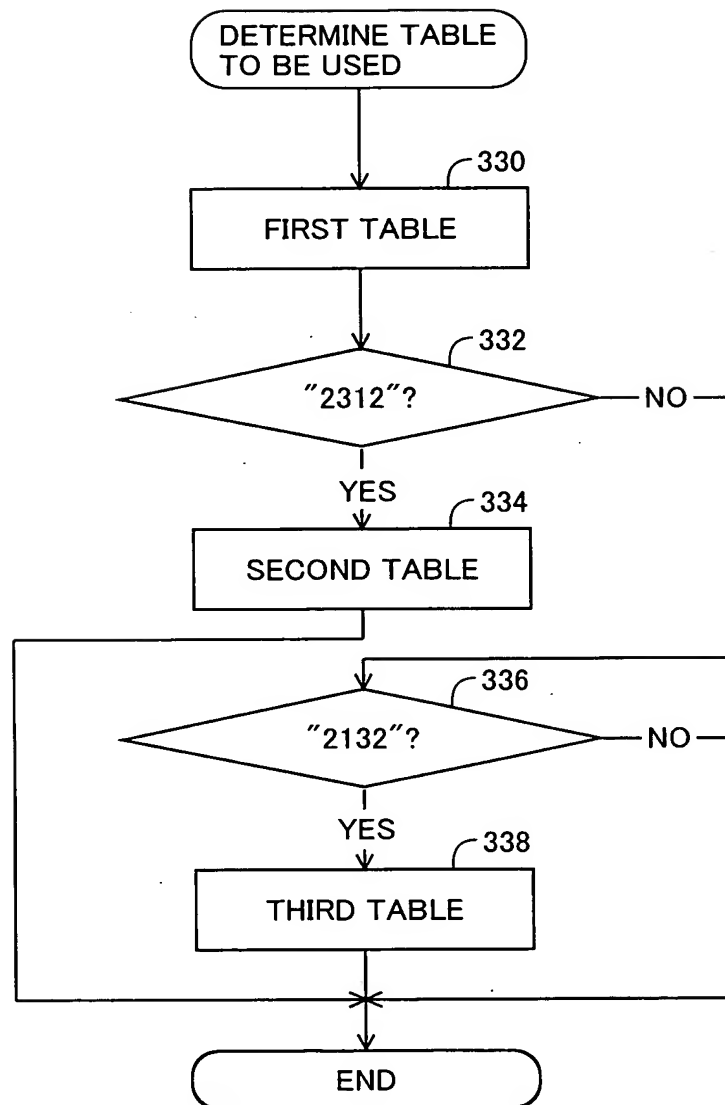 DETERMINE TABLE
TO BE USED
330
FIRST TABLE
332
"2312"?
NO
YES
334
SECOND TABLE
336
"2132"?
NO
YES
338
THIRD TABLE
END